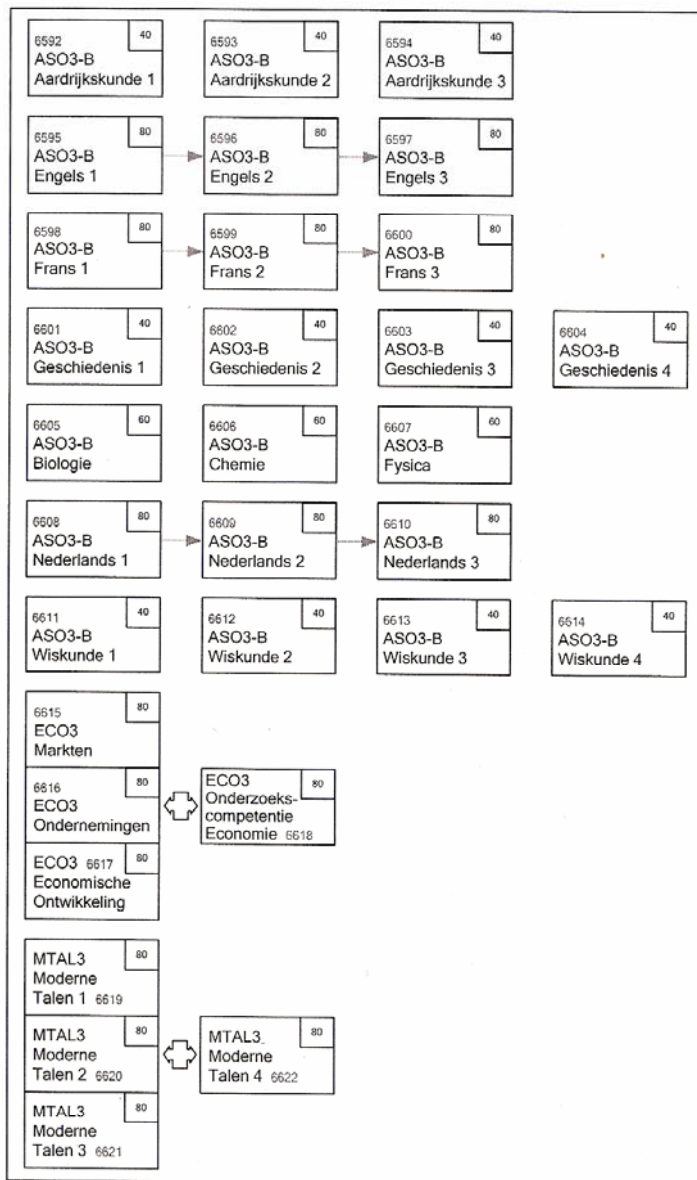 6592 40
ASO3-B
Aardrijkskunde 1
6593 40
ASO3-B
Aardrijkskunde 2
6594 40
ASO3-B
Aardrijkskunde 3
6595 80
ASO3-B
Engels 1
6596 80
ASO3-B
Engels 2
6597 80
ASO3-B
Engels 3
6598 80
ASO3-B
Frans 1
6599 80
ASO3-B
Frans 2
6600 80
ASO3-B
Frans 3
6601 40
ASO3-B
Geschiedenis 1
6602 40
ASO3-B
Geschiedenis 2
6603 40
ASO3-B
Geschiedenis 3
6604 40
ASO3-B
Geschiedenis 4
6605 60
ASO3-B
Biologie
6606 60
ASO3-B
Chemie
6607 60
ASO3-B
Fysica
6608 80
ASO3-B
Nederlands 1
6609 80
ASO3-B
Nederlands 2
6610 80
ASO3-B
Nederlands 3
6611 40
ASO3-B
Wiskunde 1
6612 40
ASO3-B
Wiskunde 2
6613 40
ASO3-B
Wiskunde 3
6614 40
ASO3-B
Wiskunde 4
6615 80
ECO3
Markten
6616 80
ECO3
Ondernemingen
ECO3 6617 80
Economische
Ontwikkeling
ECO3 80
Onderzoeks-
competentie
Economie 6618
MTAL3 80
Moderne
Talen 1 6619
MTAL3 80
Moderne
Talen 2 6620
MTAL3 80
Moderne
Talen 3 6621
MTAL3 80
Moderne
Talen 4 6622